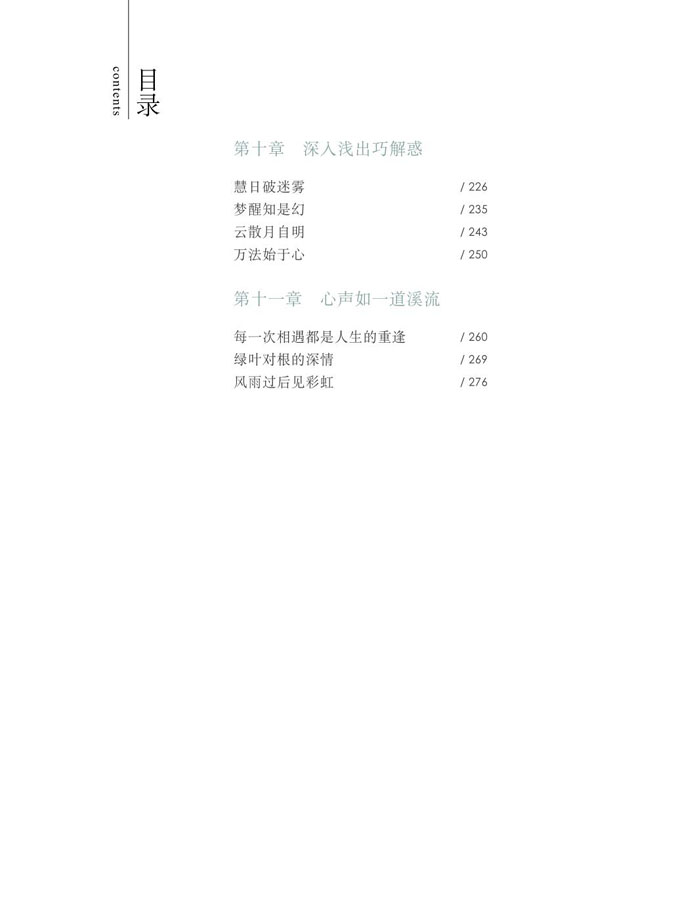 目录
contents
第十章　深入浅出巧解惑
慧日破迷雾 / 226
梦醒知是幻 / 235
云散月自明 / 243
万法始于心 / 250
第十一章　心声如一道溪流
每一次相遇都是人生的重逢 / 260
绿叶对根的深情 / 269
风雨过后见彩虹 / 276